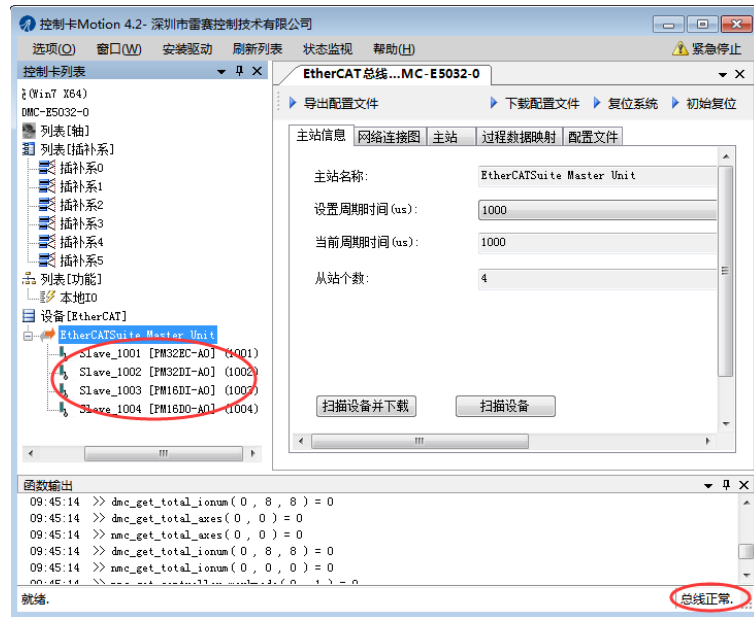 控制卡Motion 4.2- 深圳市雷赛控制技术有限公司
选项(O) 窗口(W) 安装驱动 刷新列表 状态监视 帮助(H) 紧急停止
控制卡列表
(Win7 X64)
DMC-E5032-0
列表[轴]
列表[插补系]
插补系0
插补系1
插补系2
插补系3
插补系4
插补系5
列表[功能]
本地IO
设备[EtherCAT]
EtherCATSuite Master Unit
Slave_1001 [PM32EC-A0] (1001)
Slave_1002 [PM32DI-A0] (1002)
Slave_1003 [PM16DI-A0] (1003)
Slave_1004 [PM16DO-A0] (1004)
EtherCAT总线...MC-E5032-0
导出配置文件 下载配置文件 复位系统 初始复位
主站信息 网络连接图 主站 过程数据映射 配置文件
主站名称: EtherCATSuite Master Unit
设置周期时间(us): 1000
当前周期时间(us): 1000
从站个数: 4
扫描设备并下载 扫描设备
函数输出
09:45:14 >> dmc_get_total_ionum( 0 , 8 , 8 ) = 0
09:45:14 >> dmc_get_total_axes( 0 , 0 ) = 0
09:45:14 >> nmc_get_total_axes( 0 , 0 ) = 0
09:45:14 >> dmc_get_total_ionum( 0 , 8 , 8 ) = 0
09:45:14 >> nmc_get_total_ionum( 0 , 0 , 0 ) = 0
就绪. 总线正常.